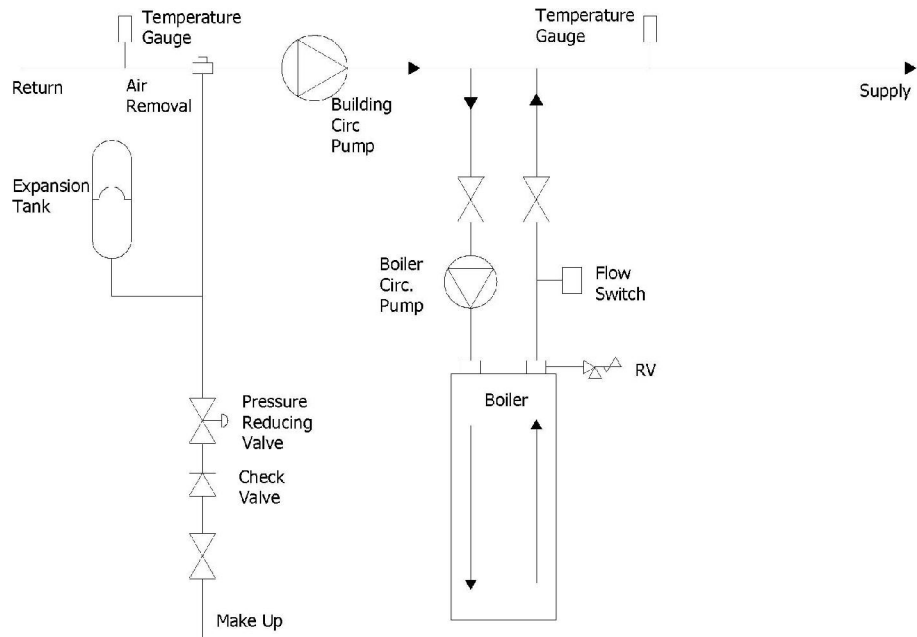 Temperature
Gauge
Temperature
Gauge
Return
Air
Removal
Building
Circ
Pump
Supply
Expansion
Tank
Boiler
Circ.
Pump
Flow
Switch
RV
Boiler
Pressure
Reducing
Valve
Check
Valve
Make Up